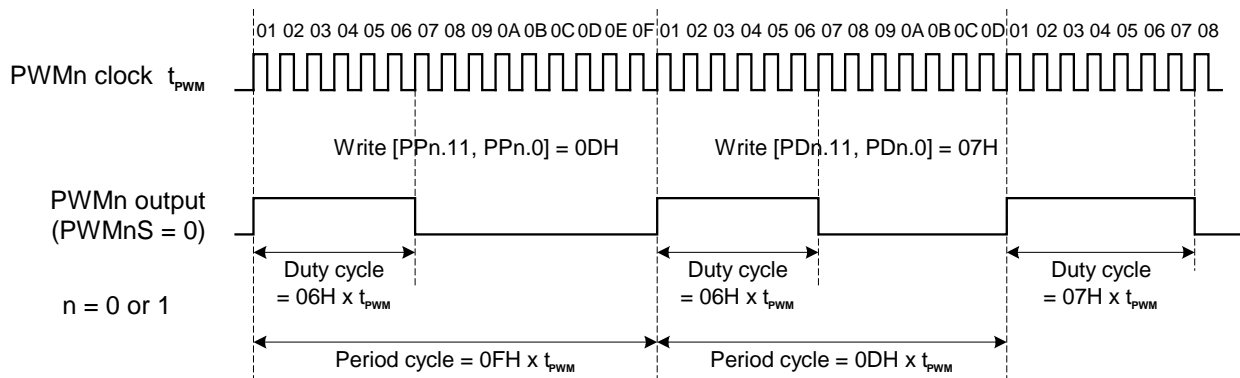 01 02 03 04 05 06 07 08 09 0A 0B 0C 0D 0E 0F 01 02 03 04 05 06 07 08 09 0A 0B 0C 0D 01 02 03 04 05 06 07 08
PWMn clock tPWM
Write [PPn.11, PPn.0] = 0DH
Write [PDn.11, PDn.0] = 07H
PWMn output
(PWMnS = 0)
Duty cycle
= 06H x tPWM
Duty cycle
= 06H x tPWM
Duty cycle
= 07H x tPWM
n = 0 or 1
Period cycle = 0FH x tPWM
Period cycle = 0DH x tPWM